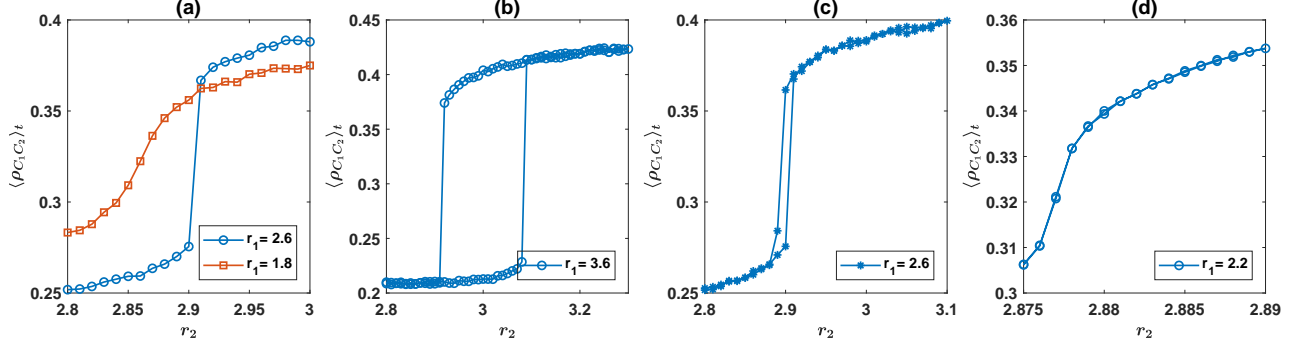 (a)
0.4
0.35
0.3
0.25
⟨ρC₁C₂⟩t
2.8 2.85 2.9 2.95 3
r₂
r₁= 2.6
r₁= 1.8
(b)
0.45
0.4
0.45
0.4
0.25
0.2
⟨ρC₁C₂⟩t
2.8 3 3.2
r₂
r₁= 3.6
(c)
0.4
0.35
0.3
0.25
⟨ρC₁C₂⟩t
2.8 2.9 3 3.1
r₂
r₁= 2.6
(d)
0.36
0.35
0.34
0.33
0.32
0.31
0.3
⟨ρC₁C₂⟩t
2.875 2.88 2.885 2.89
r₂
r₁= 2.2